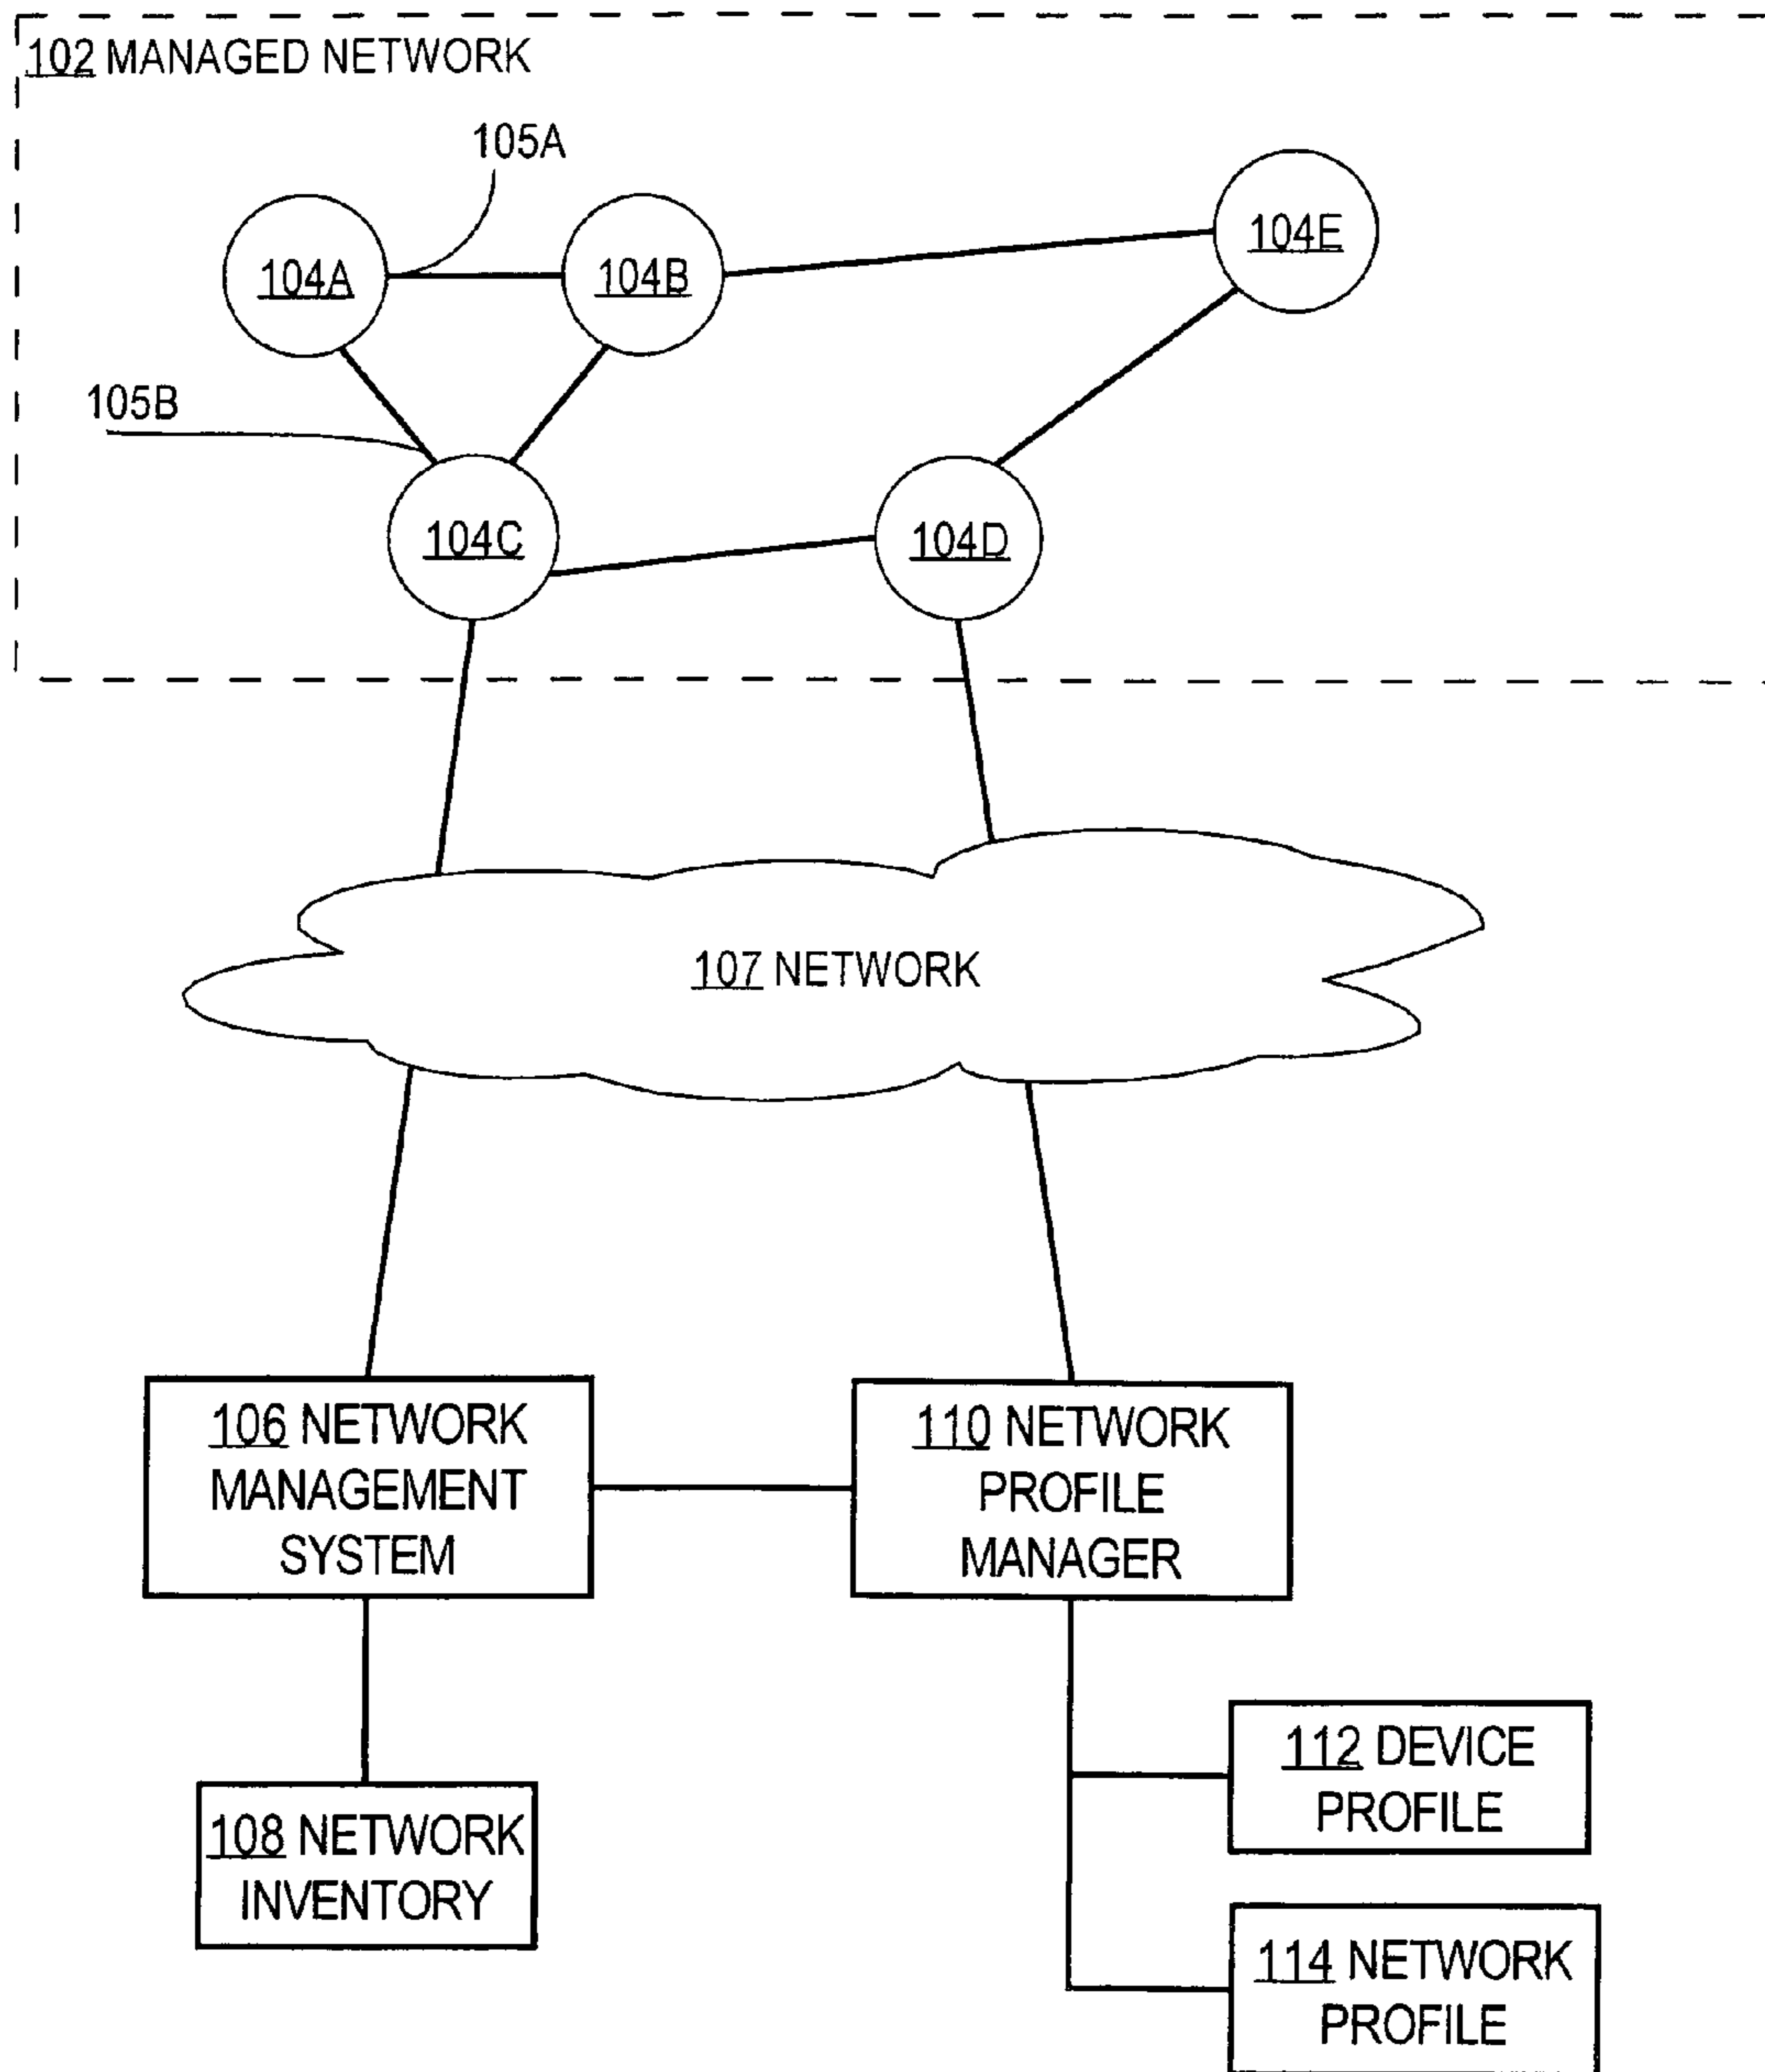 102 MANAGED NETWORK
105A
104A
104B
104E
105B
104C
104D
107 NETWORK
106 NETWORK
MANAGEMENT
SYSTEM
110 NETWORK
PROFILE
MANAGER
112 DEVICE
PROFILE
108 NETWORK
INVENTORY
114 NETWORK
PROFILE